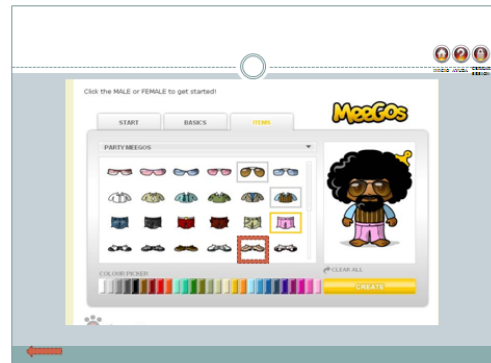 Click the MALE or FEMALE to get started!
MeeGos
START BASICS ITEMS
PARTY MEEGOS
COLOUR PICKER
CLEAR ALL
CREATE